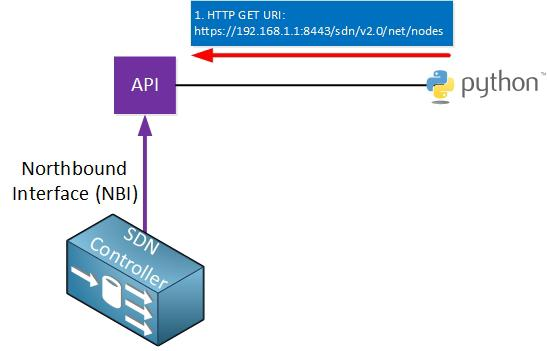 1. HTTP GET URI:
https://192.168.1.1:8443/sdn/v2.0/net/nodes
API
python™
Northbound
Interface (NBI)
SDN
Controller